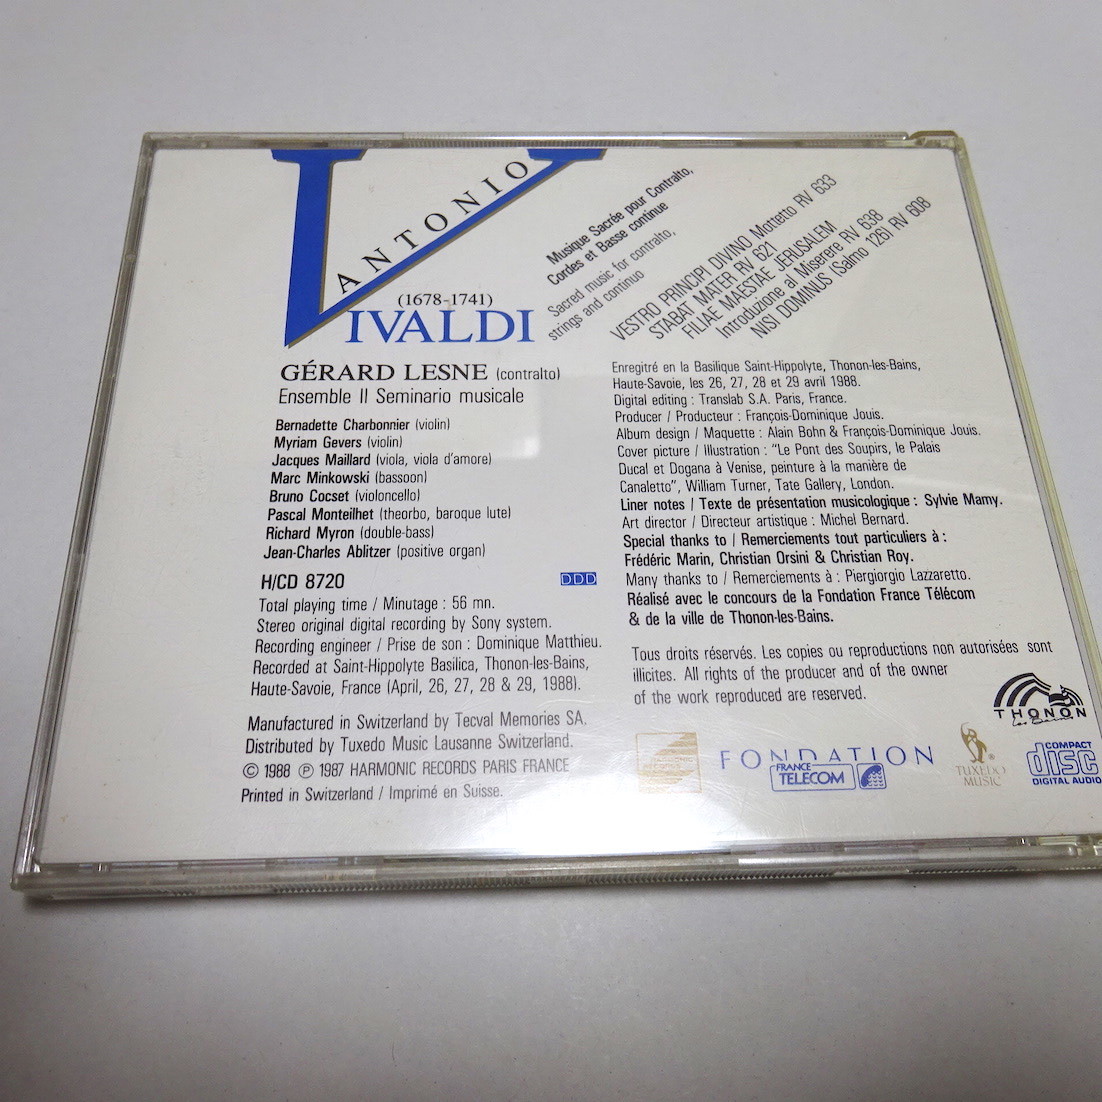 ANTONIO
(1678-1741)
VIVALDI
Musique Sacrée pour Contralto,
Cordes et Basse continue
Sacred music for contralto,
strings and continuo
VESTRO PRINCIPI DIVINO Mottetto RV 633
STABAT MATER RV 621
FILIAE MAESTAE JERUSALEM
Introduzione al Miserere RV 638
NISI DOMINUS (Salmo 126) RV 608
GÉRARD LESNE (contralto)
Ensemble Il Seminario musicale
Bernadette Charbonnier (violin)
Myriam Gevers (violin)
Jacques Maillard (viola, viola d'amore)
Marc Minkowski (bassoon)
Bruno Cocset (violoncello)
Pascal Monteilhet (theorbo, baroque lute)
Richard Myron (double-bass)
Jean-Charles Ablitzer (positive organ)
H/CD 8720
DDD
Total playing time / Minutage : 56 mn.
Stereo original digital recording by Sony system.
Recording engineer / Prise de son : Dominique Matthieu.
Recorded at Saint-Hippolyte Basilica, Thonon-les-Bains,
Haute-Savoie, France (April, 26, 27, 28 & 29, 1988).
Manufactured in Switzerland by Tecval Memories SA.
Distributed by Tuxedo Music Lausanne Switzerland.
© 1988 ℗ 1987 HARMONIC RECORDS PARIS FRANCE
Printed in Switzerland / Imprimé en Suisse.
Enregitré en la Basilique Saint-Hippolyte, Thonon-les-Bains,
Haute-Savoie, les 26, 27, 28 et 29 avril 1988.
Digital editing : Translab S.A. Paris, France.
Producer / Producteur : François-Dominique Jouis.
Album design / Maquette : Alain Bohn & François-Dominique Jouis.
Cover picture / Illustration : "Le Pont des Soupirs, le Palais
Ducal et Dogana à Venise, peinture à la manière de
Canaletto", William Turner, Tate Gallery, London.
Liner notes / Texte de présentation musicologique : Sylvie Mamy.
Art director / Directeur artistique : Michel Bernard.
Special thanks to / Remerciements tout particuliers à :
Frédéric Marin, Christian Orsini & Christian Roy.
Many thanks to / Remerciements à : Piergiorgio Lazzaretto.
Réalisé avec le concours de la Fondation France Télécom
& de la ville de Thonon-les-Bains.
Tous droits réservés. Les copies ou reproductions non autorisées sont
illicites. All rights of the producer and of the owner
of the work reproduced are reserved.
THONON
les Bains
FONDATION
FRANCE
TELECOM
TUXEDO
MUSIC
COMPACT
disc
DIGITAL AUDIO